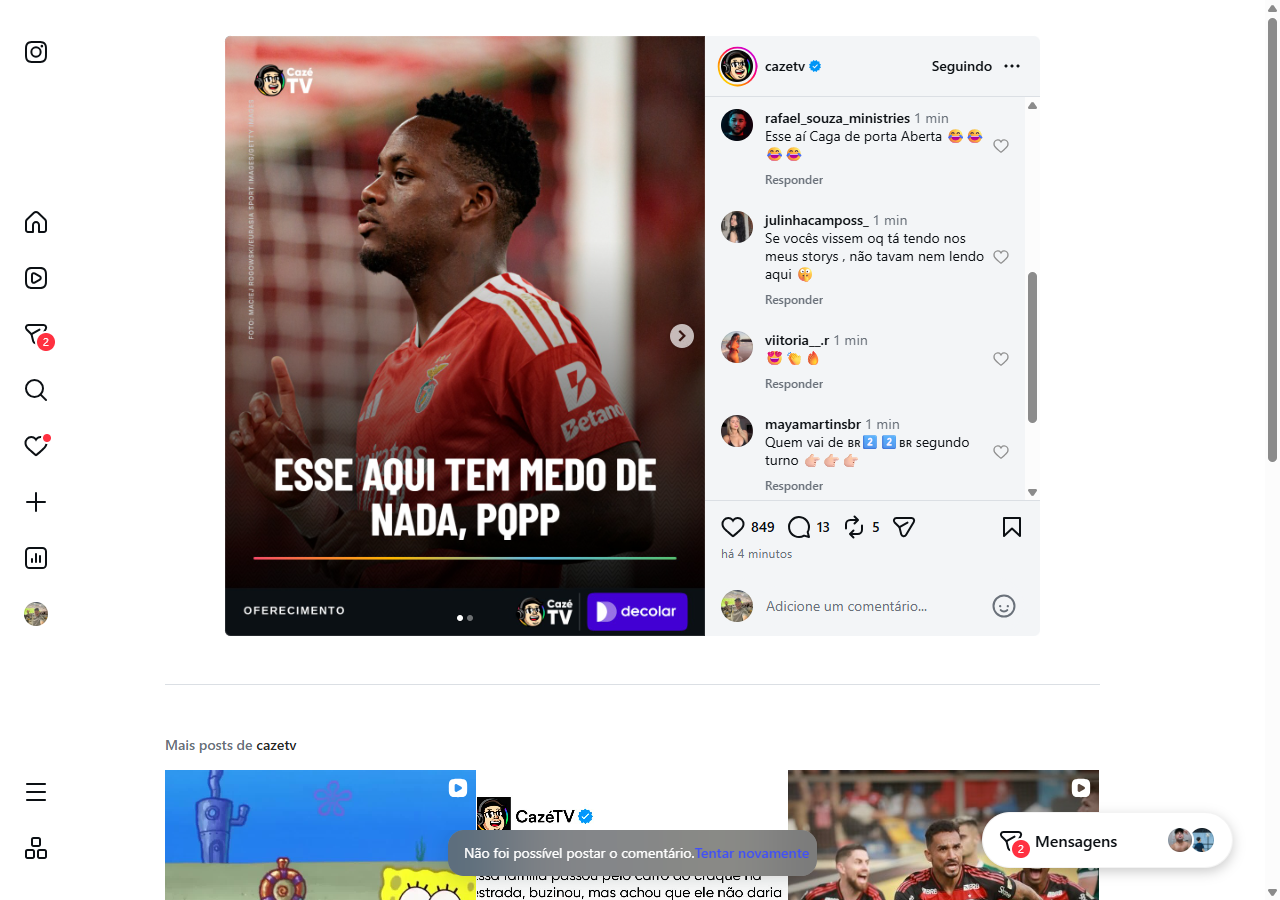 2
Cazé
TV
FOTO: MACIEJ ROGOWSKI/EURASIA SPORT IMAGES/GETTY IMAGES
Betano
Emirates
ESSE AQUI TEM MEDO DE
NADA, PQPP
OFERECIMENTO
Cazé
TV
decolar
cazetv
Seguindo
rafael_souza_ministries 1 min
Esse aí Caga de porta Aberta 😂😂
😂😂
Responder
julinhacamposs_ 1 min
Se vocês vissem oq tá tendo nos
meus storys , não tavam nem lendo
aqui 🫣
Responder
viitoria__.r 1 min
😍👏🔥
Responder
mayamartinsbr 1 min
Quem vai de ʙʀ2️⃣ 2️⃣ʙʀ segundo
turno 👉🏻👉🏻👉🏻
Responder
849
13
5
há 4 minutos
Adicione um comentário...
Mais posts de cazetv
CazéTV
essa família passou pelo carro do craque na
estrada, buzinou, mas achou que ele não daria
Não foi possível postar o comentário.Tentar novamente
2
Mensagens